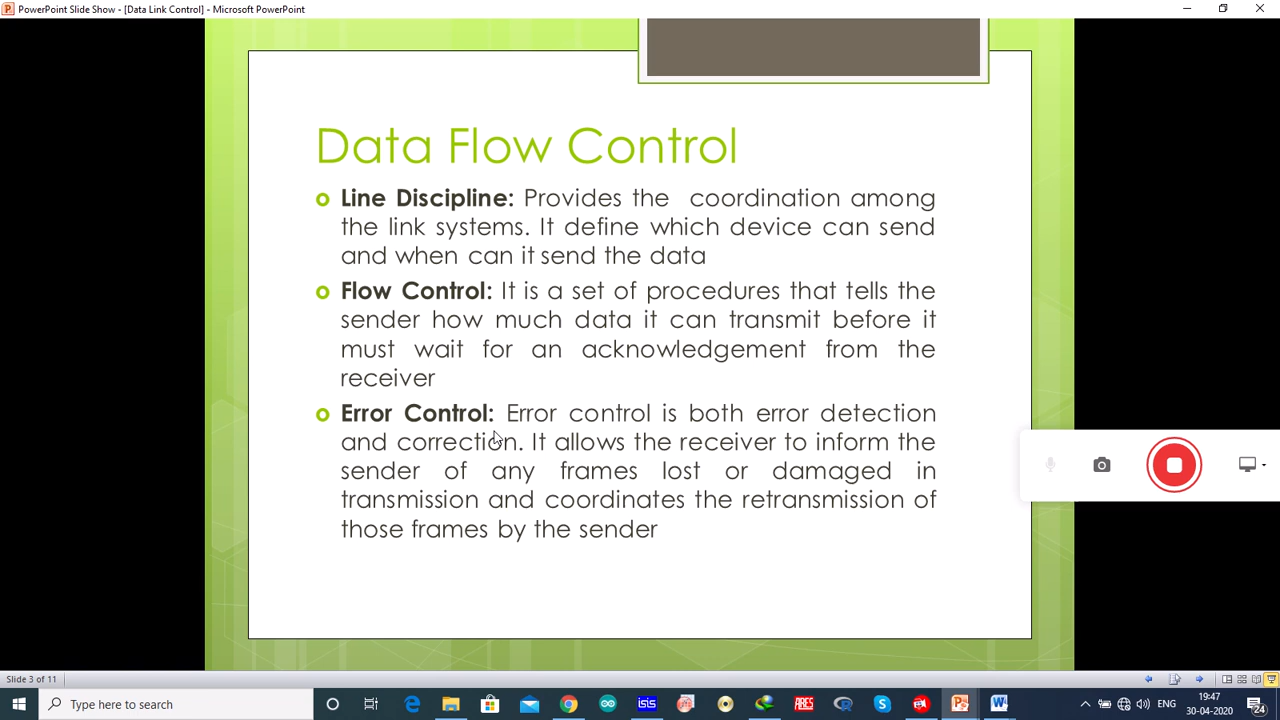 PowerPoint Slide Show - [Data Link Control] - Microsoft PowerPoint
Data Flow Control
Line Discipline: Provides the coordination among
the link systems. It define which device can send
and when can it send the data
Flow Control: It is a set of procedures that tells the
sender how much data it can transmit before it
must wait for an acknowledgement from the
receiver
Error Control: Error control is both error detection
and correction. It allows the receiver to inform the
sender of any frames lost or damaged in
transmission and coordinates the retransmission of
those frames by the sender
Slide 3 of 11
Type here to search
isis
ARES
ENG
19:47
30-04-2020
24